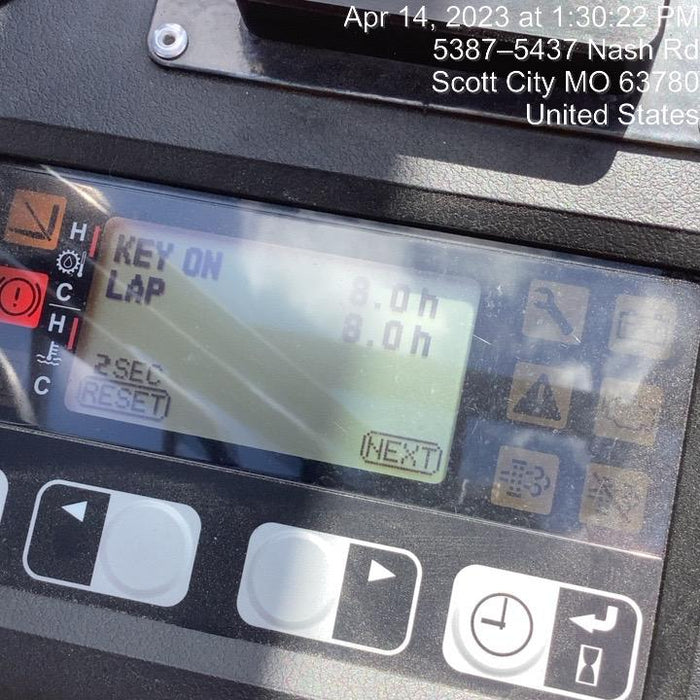 Apr 14, 2023 at 1:30:22 PM
5387–5437 Nash Rd
Scott City MO 63780
United States
H
C
H
C
KEY ON 8.0h
LAP 8.0h
2SEC
RESET
NEXT